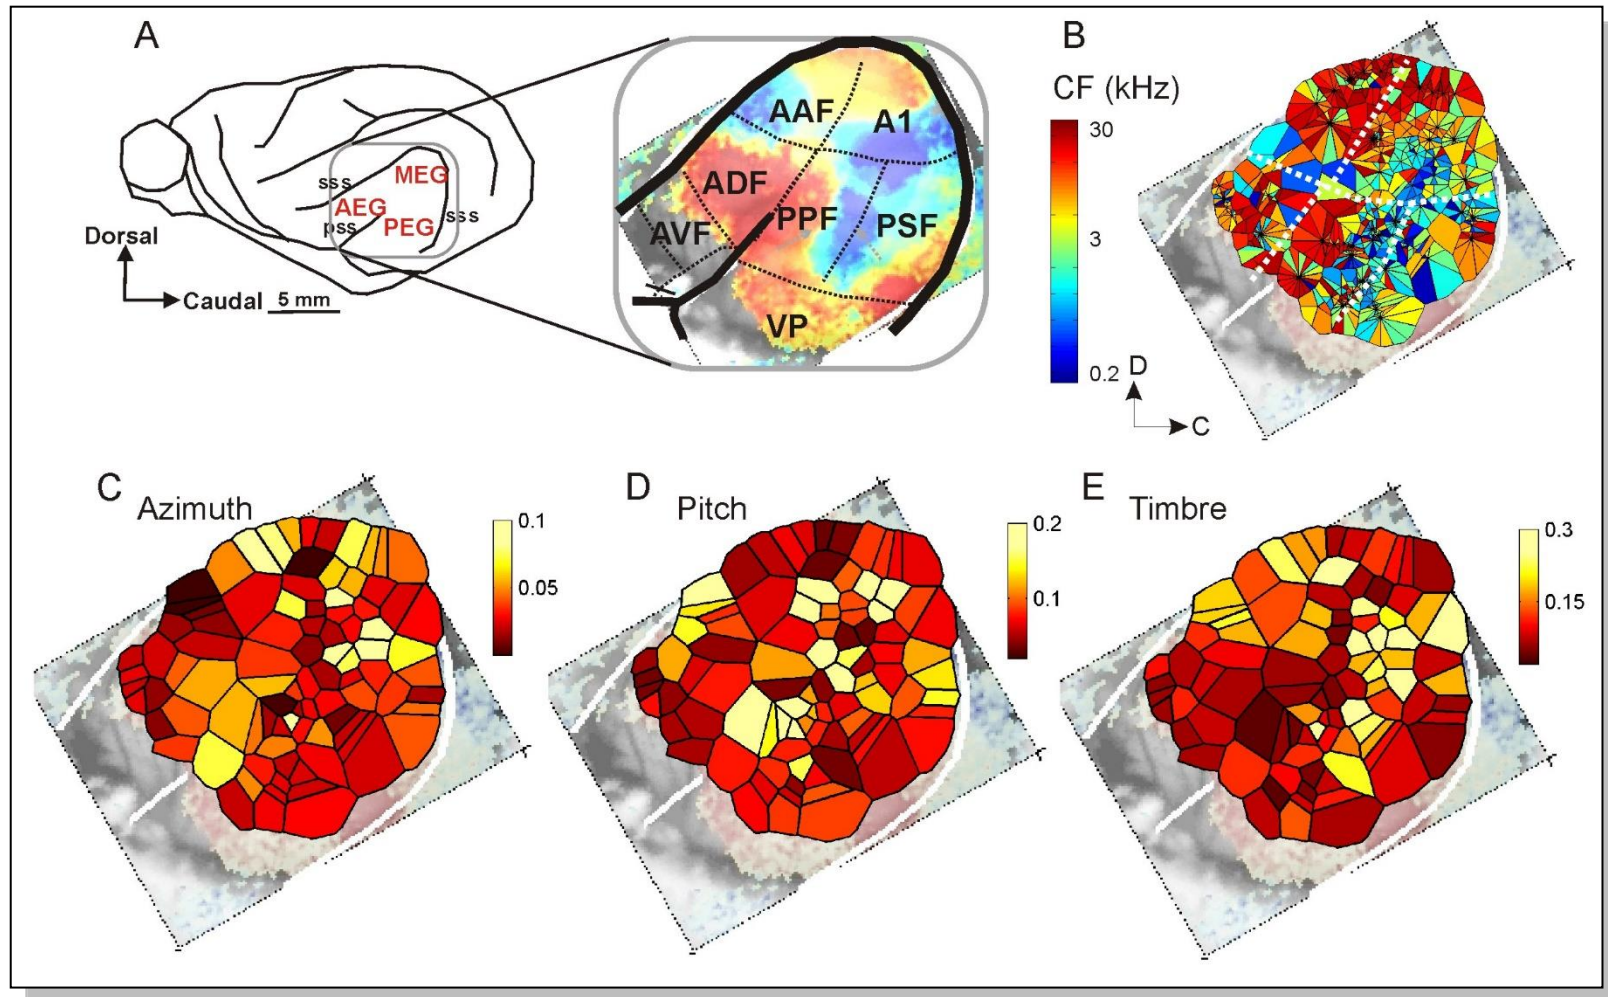 A
sss
MEG
AEG
sss
pss
PEG
Dorsal
Caudal
5 mm
AAF
A1
ADF
AVF
PPF
PSF
VP
B
CF (kHz)
30
3
0.2
D
C
C
Azimuth
0.1
0.05
D
Pitch
0.2
0.1
E
Timbre
0.3
0.15